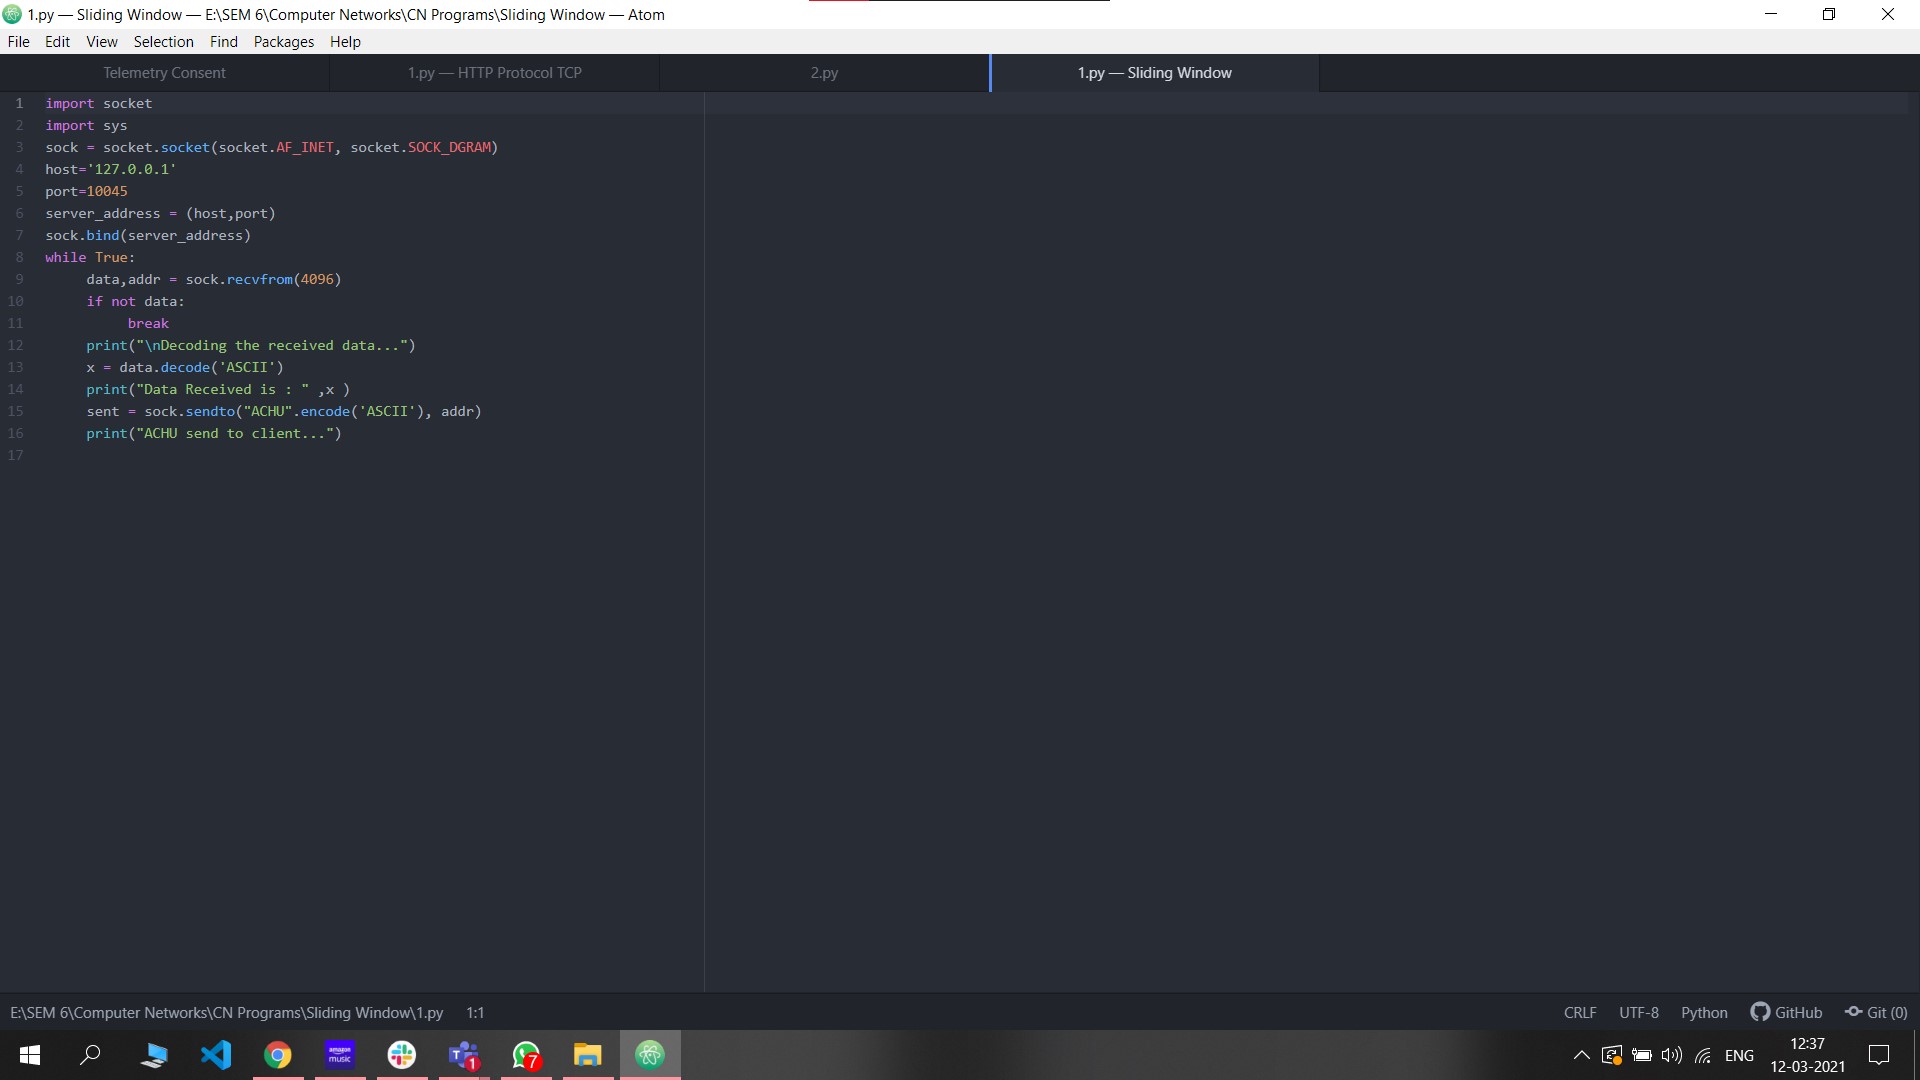 1.py — Sliding Window — E:\SEM 6\Computer Networks\CN Programs\Sliding Window — Atom
File Edit View Selection Find Packages Help
Telemetry Consent 1.py — HTTP Protocol TCP 2.py 1.py — Sliding Window
1 import socket
2 import sys
3 sock = socket.socket(socket.AF_INET, socket.SOCK_DGRAM)
4 host='127.0.0.1'
5 port=10045
6 server_address = (host,port)
7 sock.bind(server_address)
8 while True:
9 data,addr = sock.recvfrom(4096)
10 if not data:
11 break
12 print("\nDecoding the received data...")
13 x = data.decode('ASCII')
14 print("Data Received is : " ,x )
15 sent = sock.sendto("ACHU".encode('ASCII'), addr)
16 print("ACHU send to client...")
17
E:\SEM 6\Computer Networks\CN Programs\Sliding Window\1.py 1:1 CRLF UTF-8 Python GitHub Git (0)
amazon music T 1 7 ENG 12:37
12-03-2021